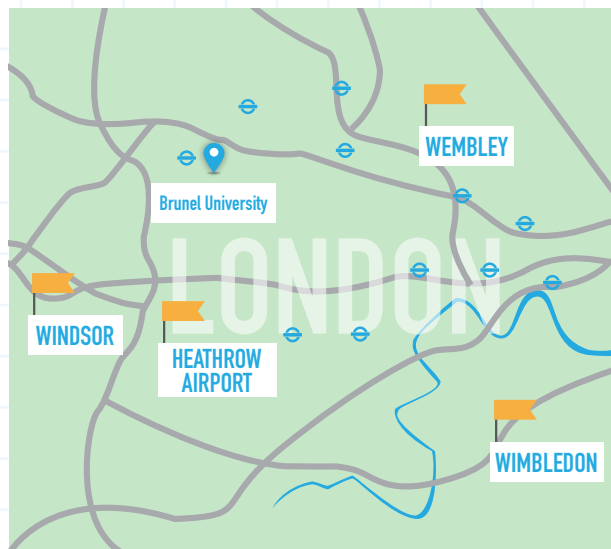 WEMBLEY
Brunel University
LONDON
WINDSOR
HEATHROW
AIRPORT
WIMBLEDON